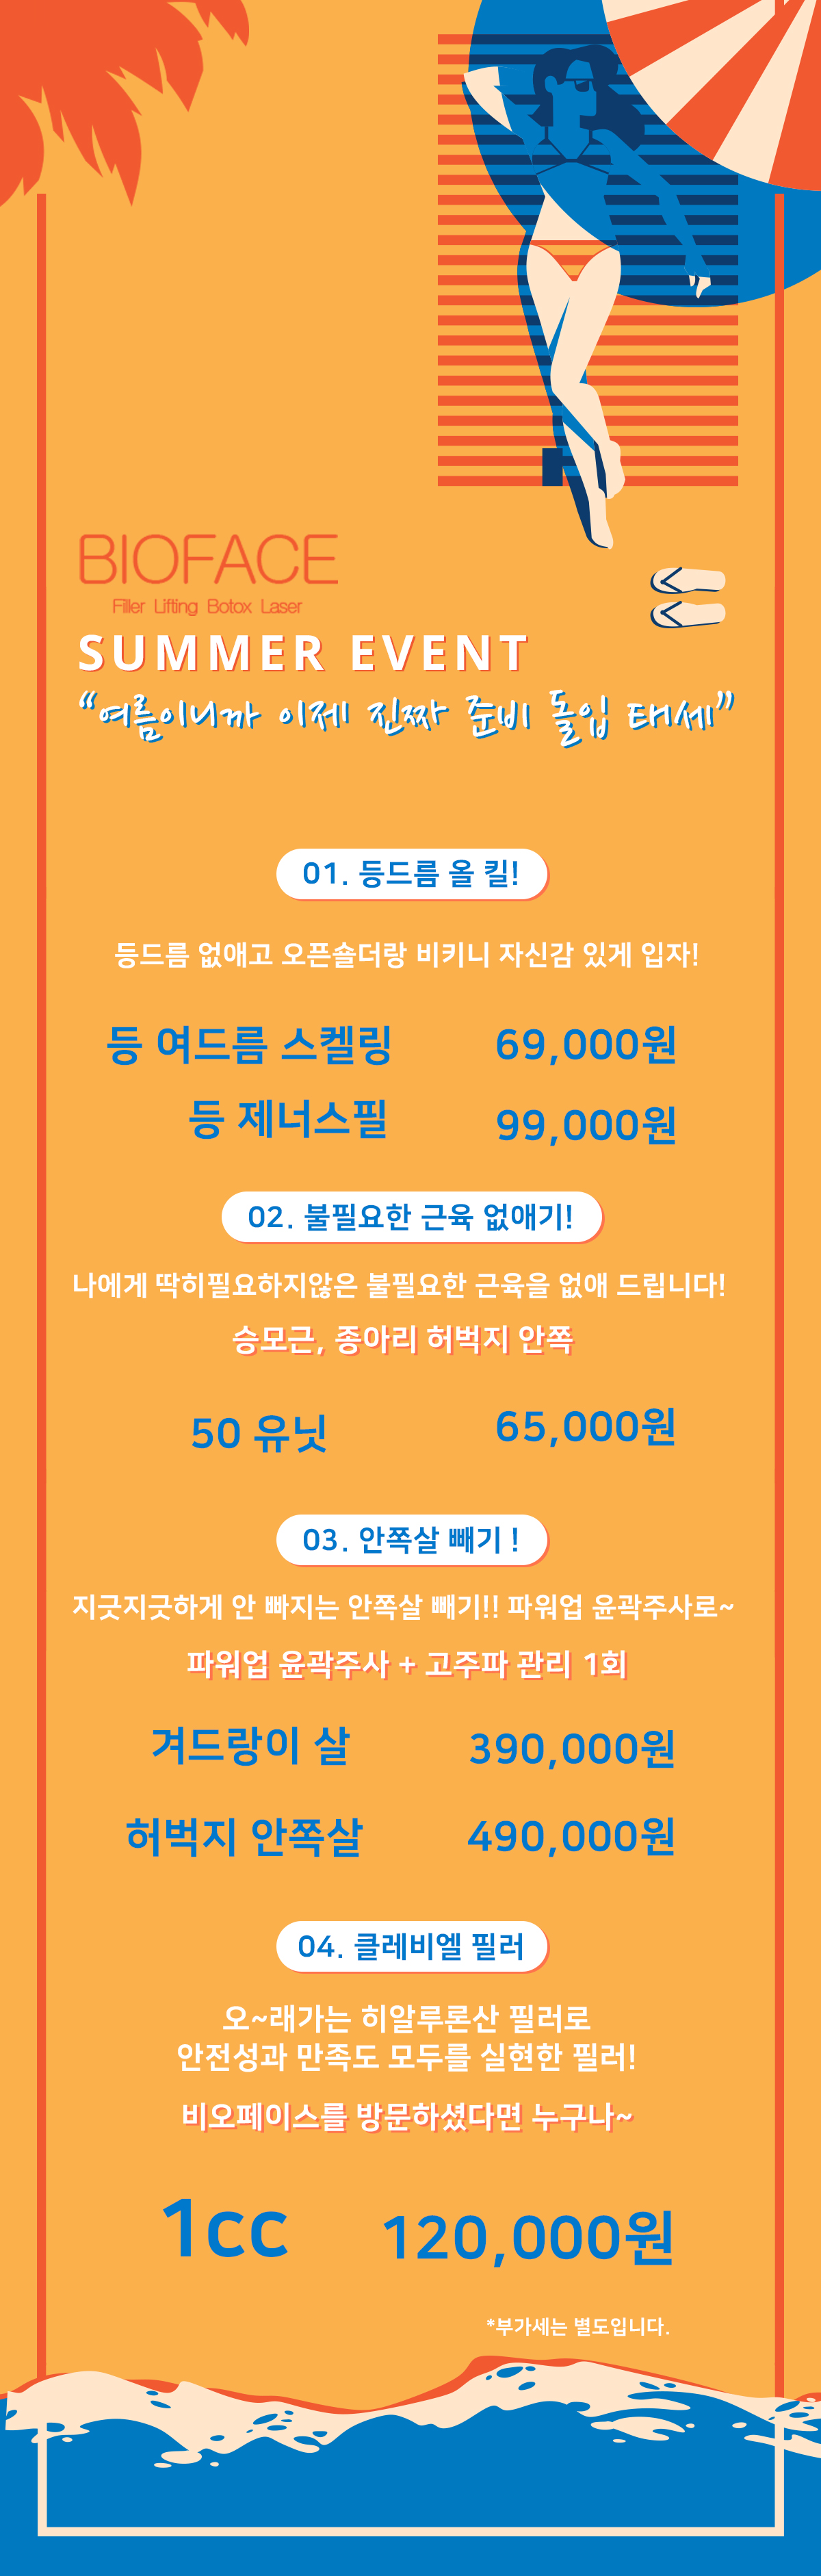 BIOFACE
Filler Lifting Botox Laser
SUMMER EVENT
“여름이니까 이제 진짜 준비 돌입 태세”
01. 등드름 올 킬!
등드름 없애고 오픈숄더랑 비키니 자신감 있게 입자!
등 여드름 스켈링 69,000원
등 제너스필 99,000원
02. 불필요한 근육 없애기!
나에게 딱히필요하지않은 불필요한 근육을 없애 드립니다!
승모근, 종아리 허벅지 안쪽
50 유닛 65,000원
03. 안쪽살 빼기 !
지긋지긋하게 안 빠지는 안쪽살 빼기!! 파워업 윤곽주사로~
파워업 윤곽주사 + 고주파 관리 1회
겨드랑이 살 390,000원
허벅지 안쪽살 490,000원
04. 클레비엘 필러
오~래가는 히알루론산 필러로
안전성과 만족도 모두를 실현한 필러!
비오페이스를 방문하셨다면 누구나~
1cc 120,000원
*부가세는 별도입니다.